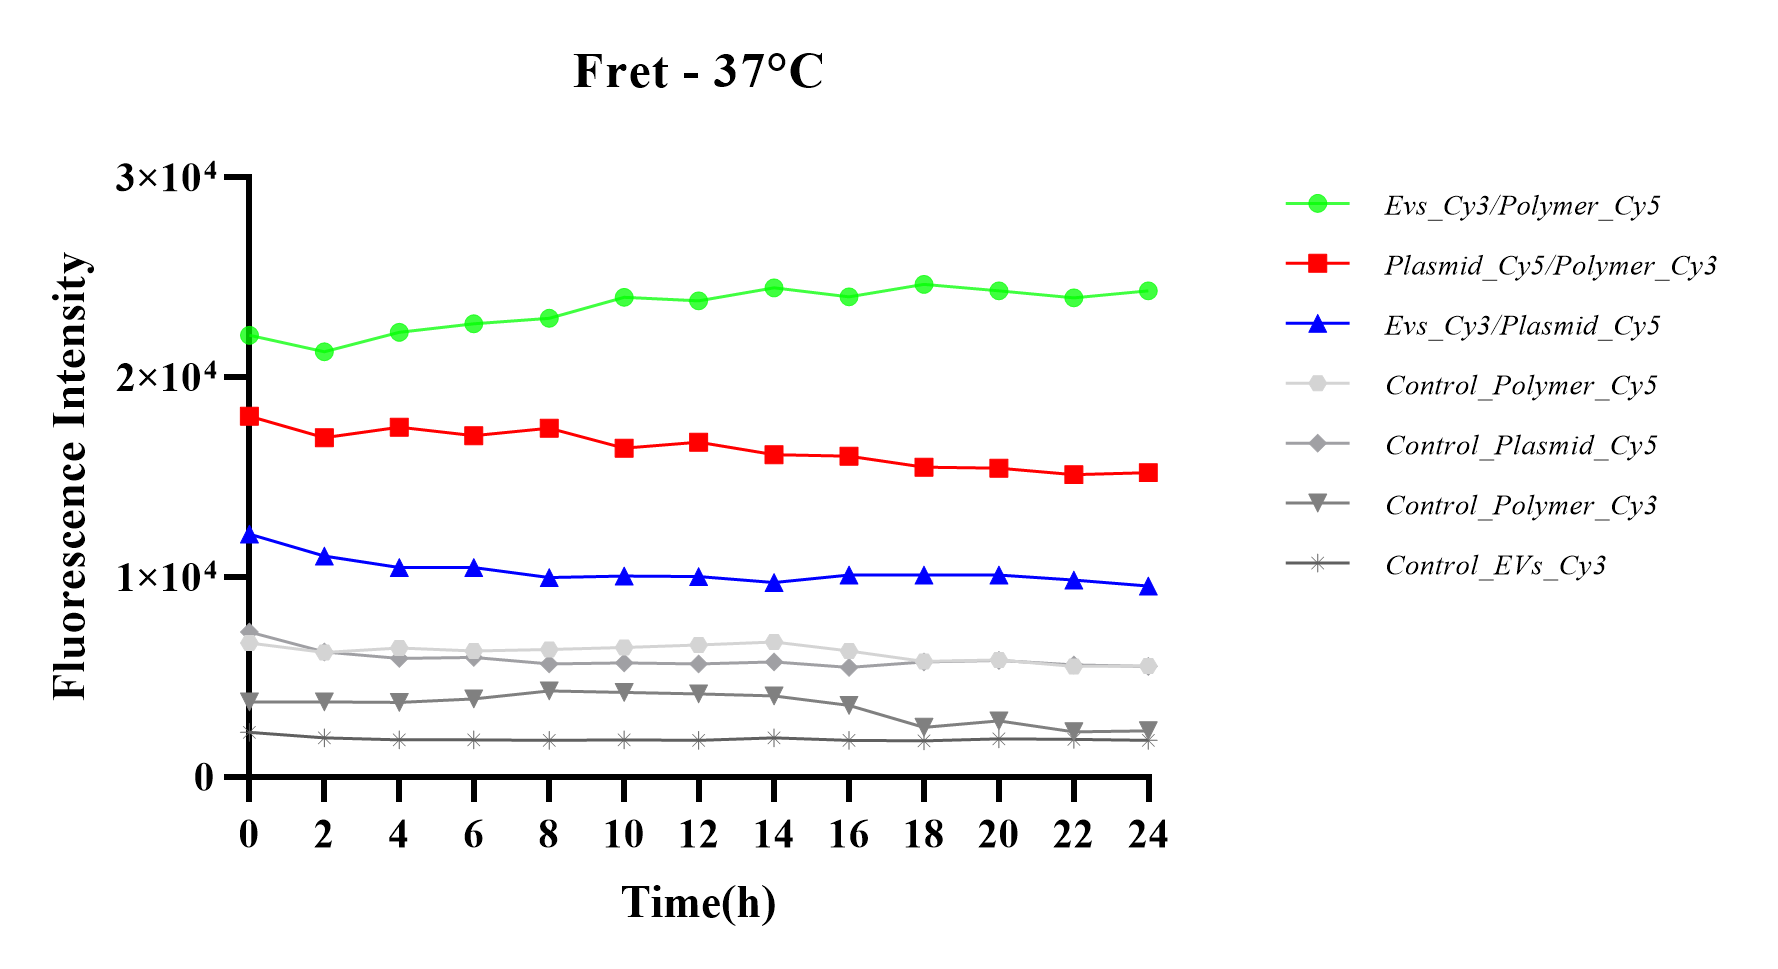 Fret - 37°C
3×10⁴
2×10⁴
1×10⁴
0
Fluorescence Intensity
0 2 4 6 8 10 12 14 16 18 20 22 24
Time(h)
Evs_Cy3/Polymer_Cy5
Plasmid_Cy5/Polymer_Cy3
Evs_Cy3/Plasmid_Cy5
Control_Polymer_Cy5
Control_Plasmid_Cy5
Control_Polymer_Cy3
Control_EVs_Cy3